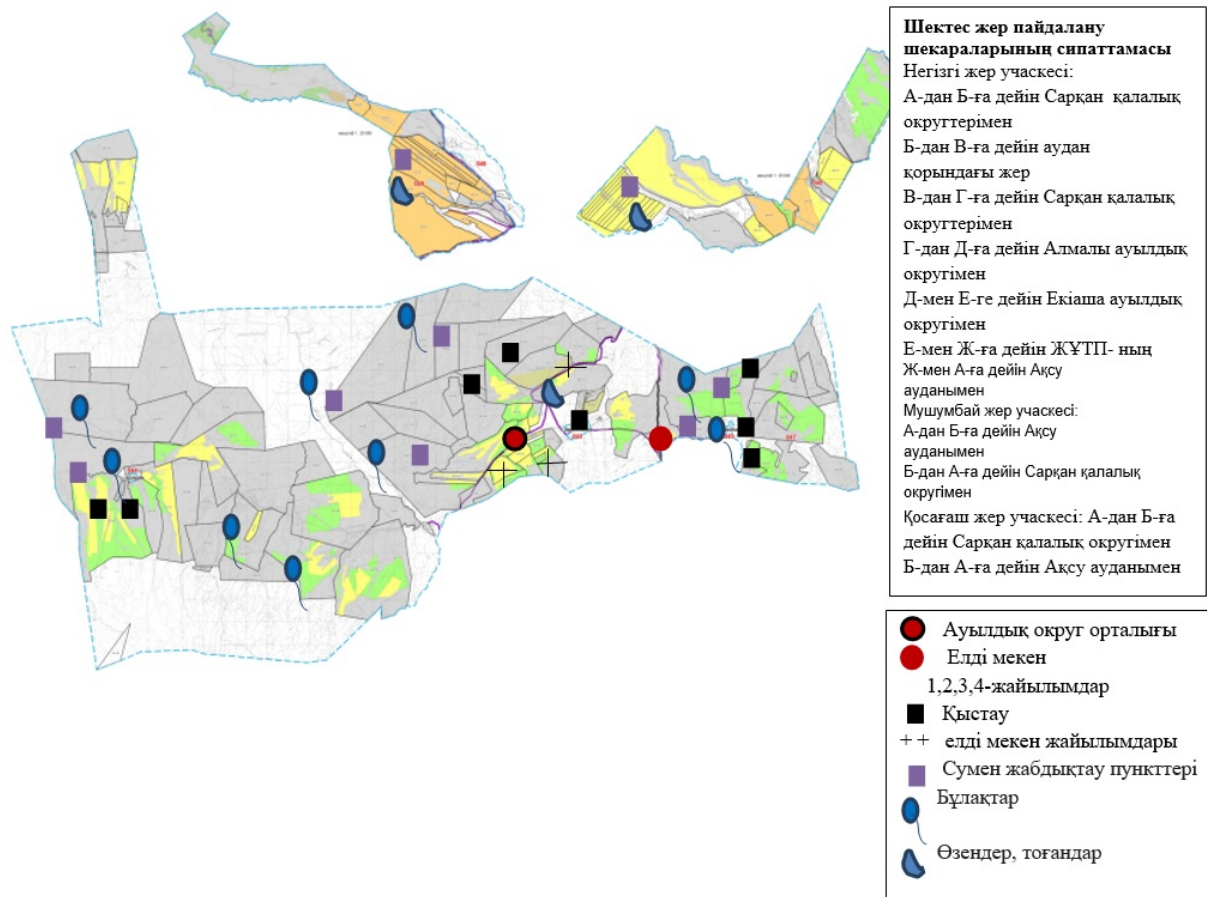 Шектес жер пайдалану
шекараларының сипаттамасы
Негізгі жер учаскесі:
А-дан Б-ға дейін Сарқан қалалық
округтерімен
Б-дан В-ға дейін аудан
қорындағы жер
В-дан Г-ға дейін Сарқан қалалық
округтерімен
Г-дан Д-ға дейін Алмалы ауылдық
округімен
Д-мен Е-ге дейін Екіаша ауылдық
округімен
Е-мен Ж-ға дейін ЖҰТП- ның
Ж-мен А-ға дейін Ақсу
ауданымен
Мушумбай жер учаскесі:
А-дан Б-ға дейін Ақсу
ауданымен
Б-дан А-ға дейін Сарқан қалалық
округімен
Қосағаш жер учаскесі: А-дан Б-ға
дейін Сарқан қалалық округімен
Б-дан А-ға дейін Ақсу ауданымен
Ауылдық округ орталығы
Елді мекен
1,2,3,4-жайылымдар
Қыстау
++ елді мекен жайылымдары
Сумен жабдықтау пункттері
Бұлақтар
Өзендер, тоғандар